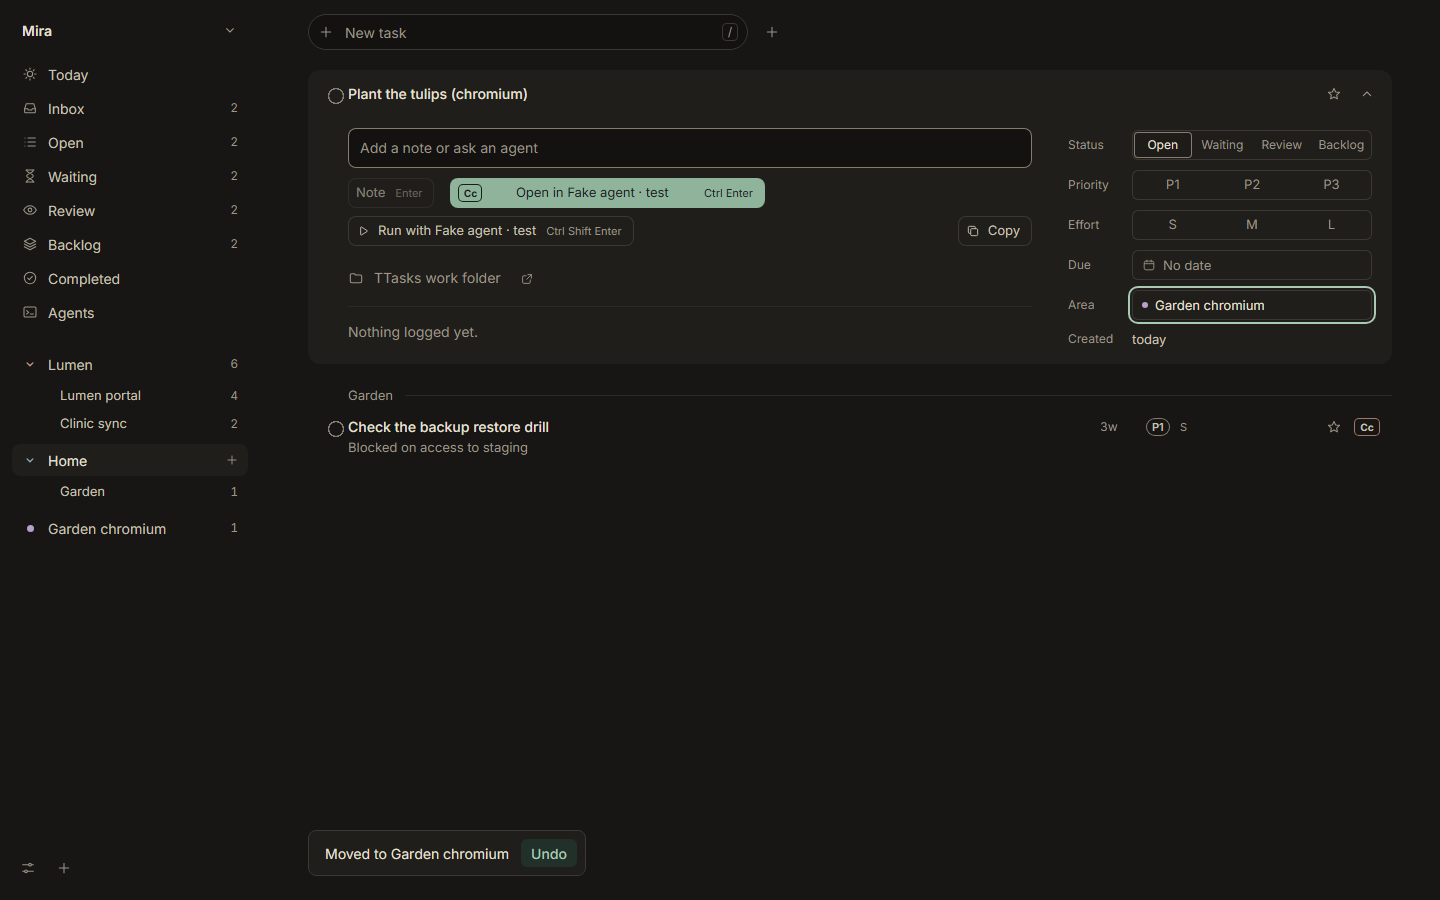 Mira
Today
Inbox 2
Open 2
Waiting 2
Review 2
Backlog 2
Completed
Agents
Lumen 6
Lumen portal 4
Clinic sync 2
Home
Garden 1
Garden chromium 1
New task /
Plant the tulips (chromium)
Add a note or ask an agent
Note Enter
Cc Open in Fake agent · test Ctrl Enter
Run with Fake agent · test Ctrl Shift Enter
Copy
TTasks work folder
Nothing logged yet.
Status Open Waiting Review Backlog
Priority P1 P2 P3
Effort S M L
Due No date
Area Garden chromium
Created today
Garden
Check the backup restore drill 3w P1 S Cc
Blocked on access to staging
Moved to Garden chromium Undo